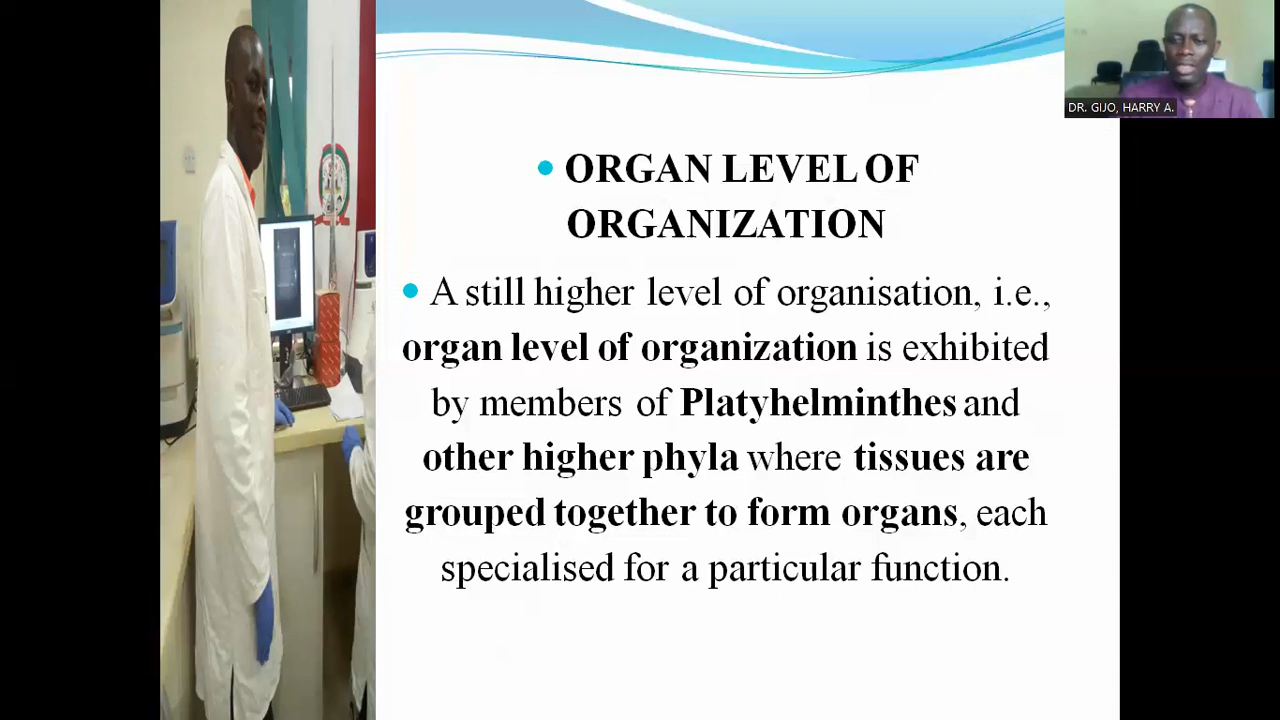 DR. GIJO, HARRY A.
ORGAN LEVEL OF
ORGANIZATION
A still higher level of organisation, i.e.,
organ level of organization is exhibited
by members of Platyhelminthes and
other higher phyla where tissues are
grouped together to form organs, each
specialised for a particular function.